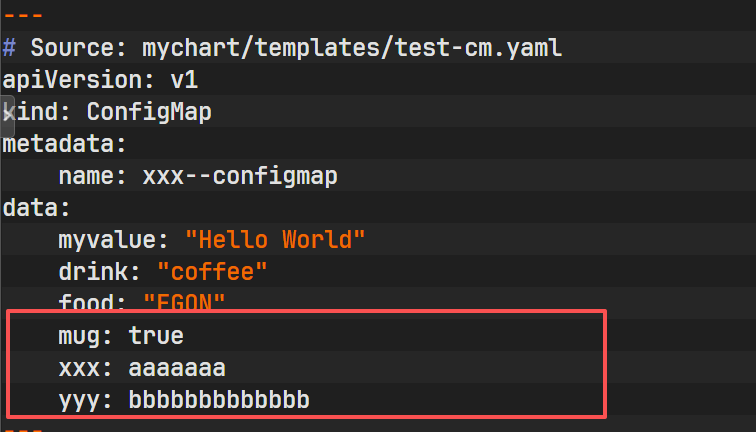 ---
# Source: mychart/templates/test-cm.yaml
apiVersion: v1
kind: ConfigMap
metadata:
    name: xxx--configmap
data:
    myvalue: "Hello World"
    drink: "coffee"
    food: "EGON"
    mug: true
    xxx: aaaaaaa
    yyy: bbbbbbbbbbbbb
---